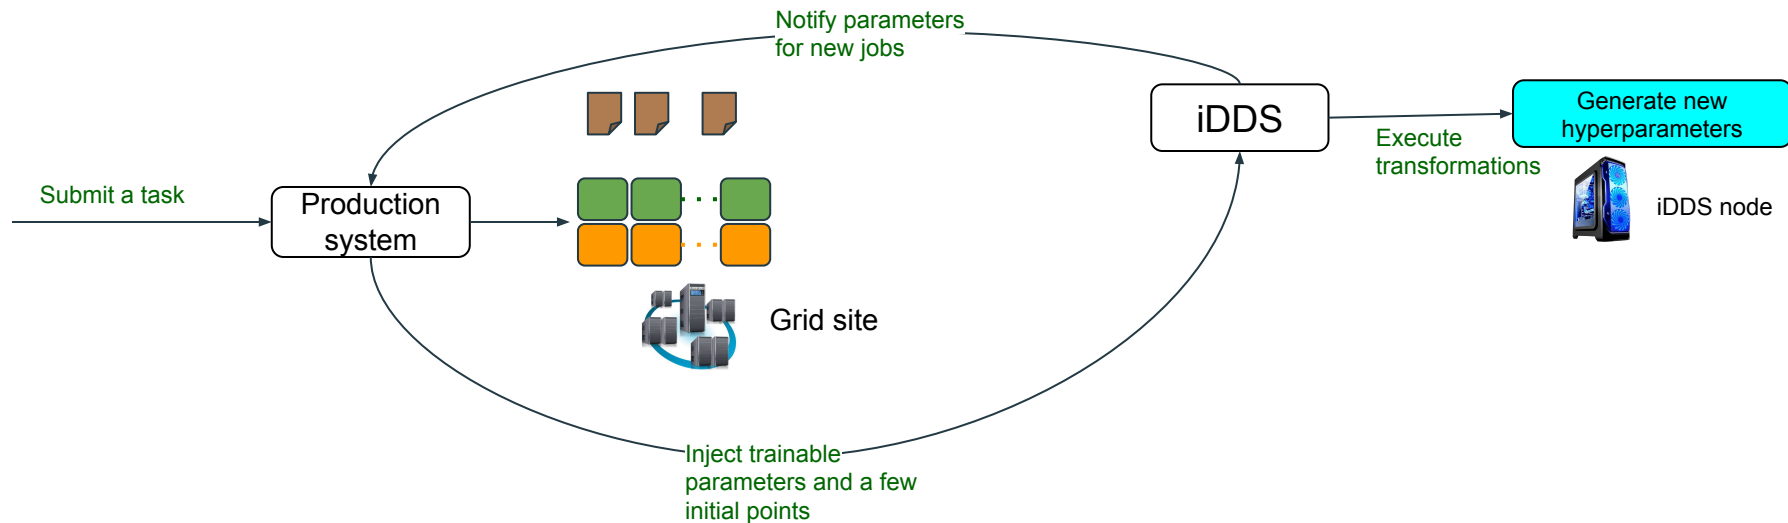 Notify parameters
for new jobs
iDDS
Generate new
hyperparameters
Execute
transformations
Submit a task
Production
system
iDDS node
Grid site
Inject trainable
parameters and a few
initial points